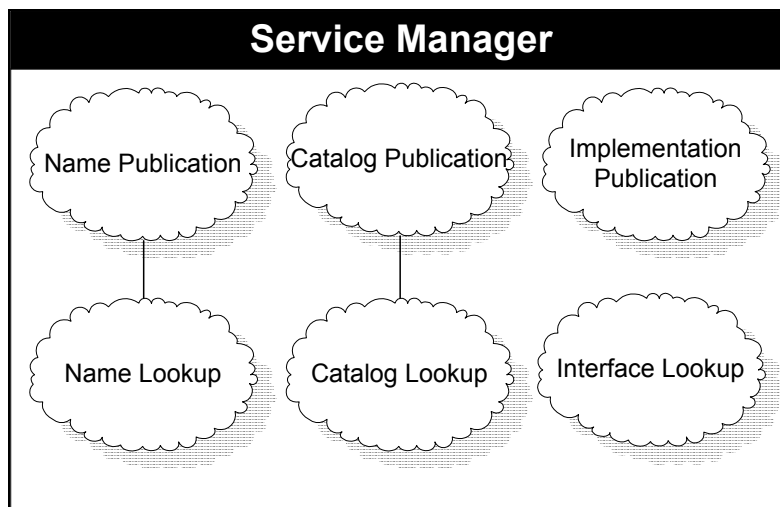 Service Manager
Name Publication
Catalog Publication
Implementation
Publication
Name Lookup
Catalog Lookup
Interface Lookup